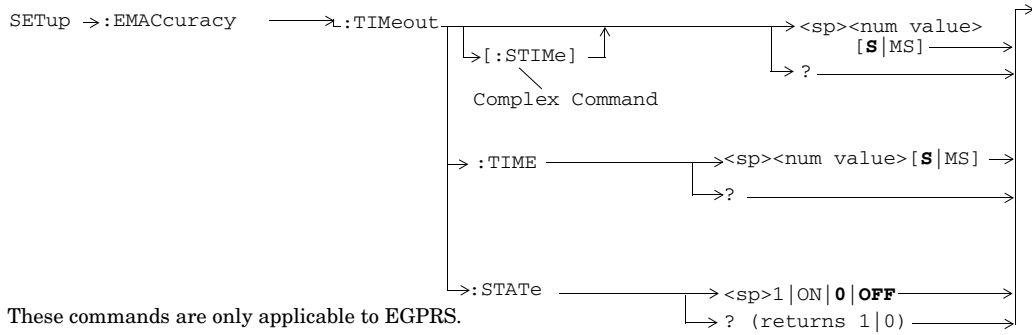 SETup :EMACcuracy :TIMeout <sp><num value>
[:STIMe] [S|MS]
?
Complex Command
:TIME <sp><num value>[S|MS]
?
:STATe <sp>1|ON|0|OFF
These commands are only applicable to EGPRS. ? (returns 1|0)